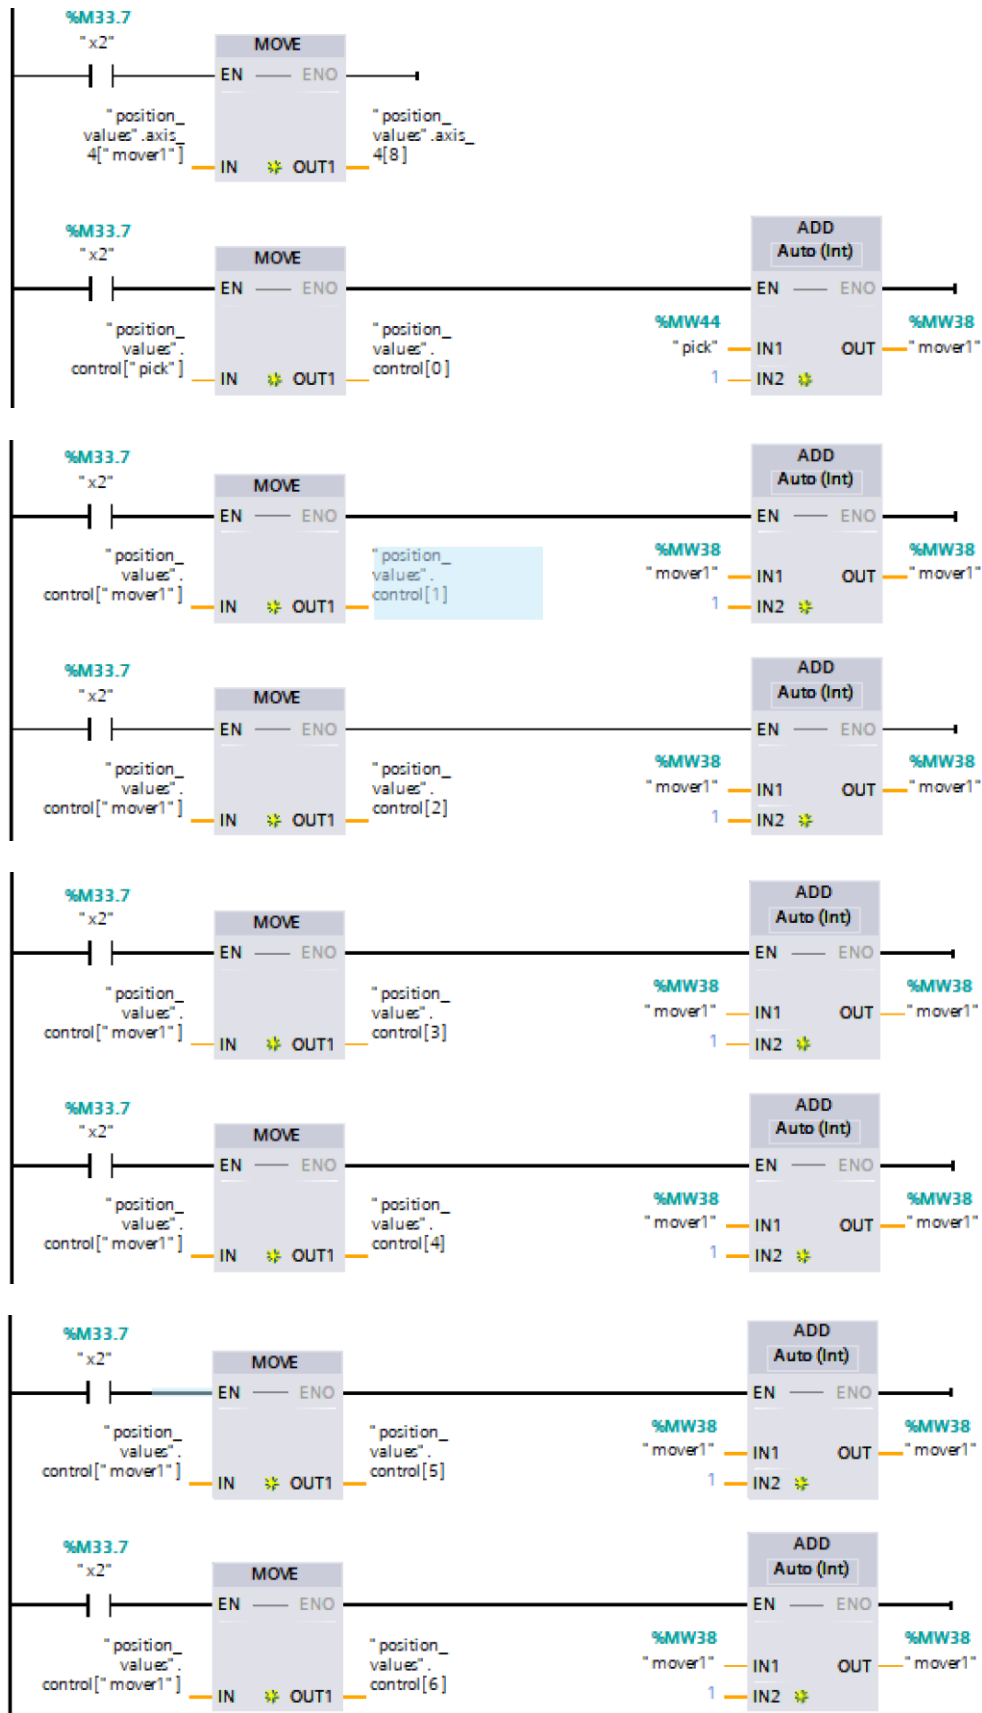 %M33.7
"x2"
MOVE
EN ENO
"position_
values".axis_
4["mover1"]
IN OUT1
"position_
values".axis_
4[8]
%M33.7
"x2"
MOVE
EN ENO
"position_
values".
control["pick"]
IN OUT1
"position_
values".
control[0]
ADD
Auto (Int)
EN ENO
%MW44
"pick"
IN1 OUT
%MW38
"mover1"
1
IN2
%M33.7
"x2"
MOVE
EN ENO
"position_
values".
control["mover1"]
IN OUT1
"position_
values".
control[1]
ADD
Auto (Int)
EN ENO
%MW38
"mover1"
IN1 OUT
%MW38
"mover1"
1
IN2
%M33.7
"x2"
MOVE
EN ENO
"position_
values".
control["mover1"]
IN OUT1
"position_
values".
control[2]
ADD
Auto (Int)
EN ENO
%MW38
"mover1"
IN1 OUT
%MW38
"mover1"
1
IN2
%M33.7
"x2"
MOVE
EN ENO
"position_
values".
control["mover1"]
IN OUT1
"position_
values".
control[3]
ADD
Auto (Int)
EN ENO
%MW38
"mover1"
IN1 OUT
%MW38
"mover1"
1
IN2
%M33.7
"x2"
MOVE
EN ENO
"position_
values".
control["mover1"]
IN OUT1
"position_
values".
control[4]
ADD
Auto (Int)
EN ENO
%MW38
"mover1"
IN1 OUT
%MW38
"mover1"
1
IN2
%M33.7
"x2"
MOVE
EN ENO
"position_
values".
control["mover1"]
IN OUT1
"position_
values".
control[5]
ADD
Auto (Int)
EN ENO
%MW38
"mover1"
IN1 OUT
%MW38
"mover1"
1
IN2
%M33.7
"x2"
MOVE
EN ENO
"position_
values".
control["mover1"]
IN OUT1
"position_
values".
control[6]
ADD
Auto (Int)
EN ENO
%MW38
"mover1"
IN1 OUT
%MW38
"mover1"
1
IN2